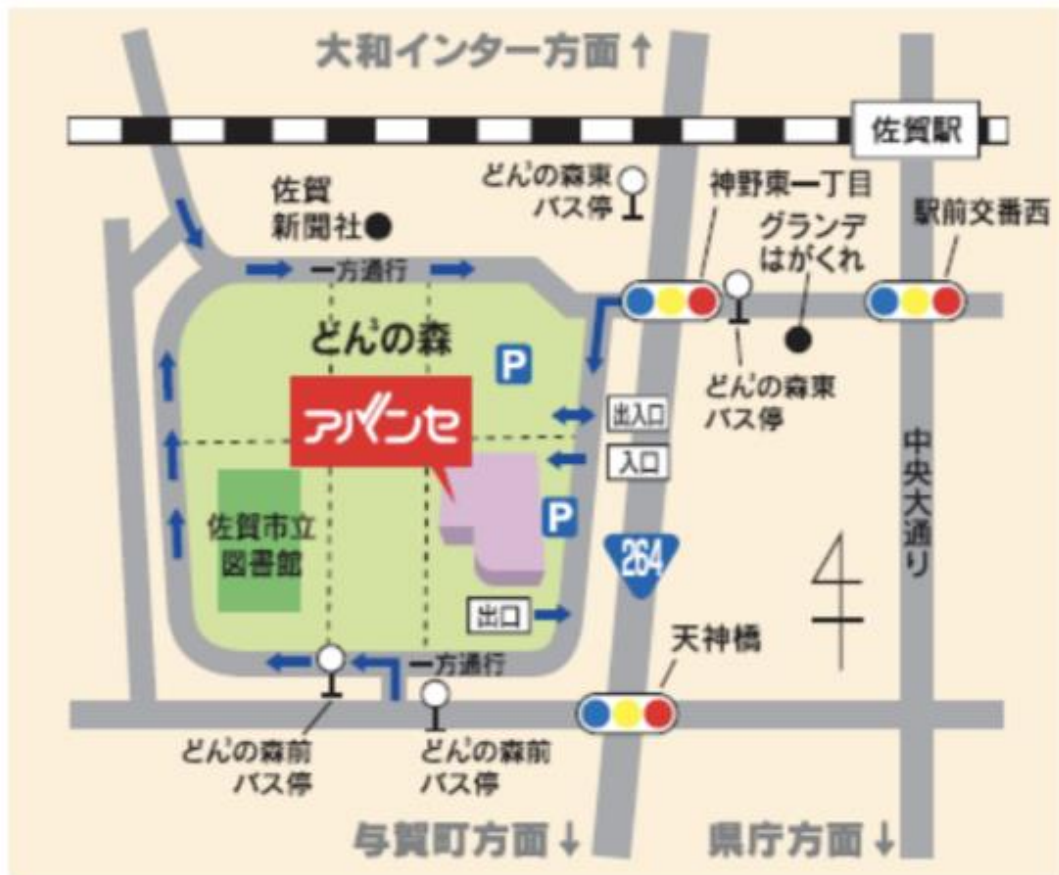 大和インター方面↑
佐賀駅
どん3の森東
バス停
神野東一丁目
駅前交番西
佐賀
新聞社
グランデ
はがくれ
一方通行
どん3の森
P
アバンセ
どん3の森東
バス停
出入口
入口
中央大通り
佐賀市立
図書館
P
264
出口
天神橋
一方通行
どん3の森前
バス停
どん3の森前
バス停
与賀町方面↓
県庁方面↓